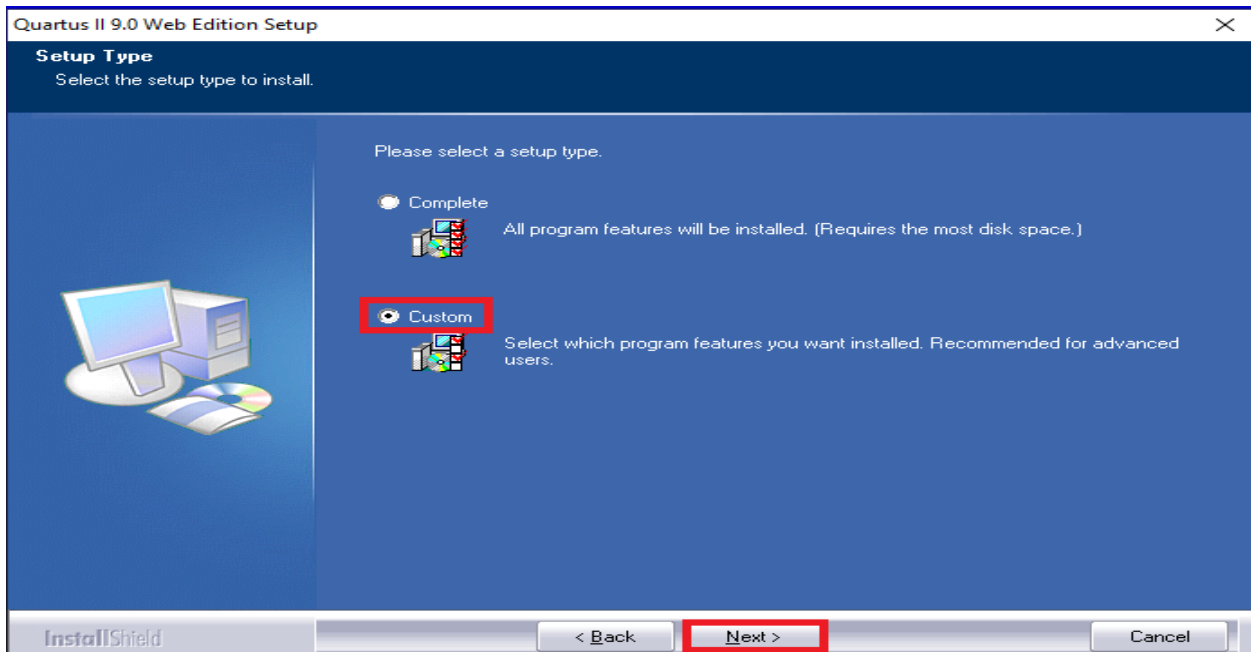 Quartus II 9.0 Web Edition Setup
Setup Type
Select the setup type to install.
Please select a setup type.
Complete
All program features will be installed. (Requires the most disk space.)
Custom
Select which program features you want installed. Recommended for advanced
users.
InstallShield
< Back
Next >
Cancel